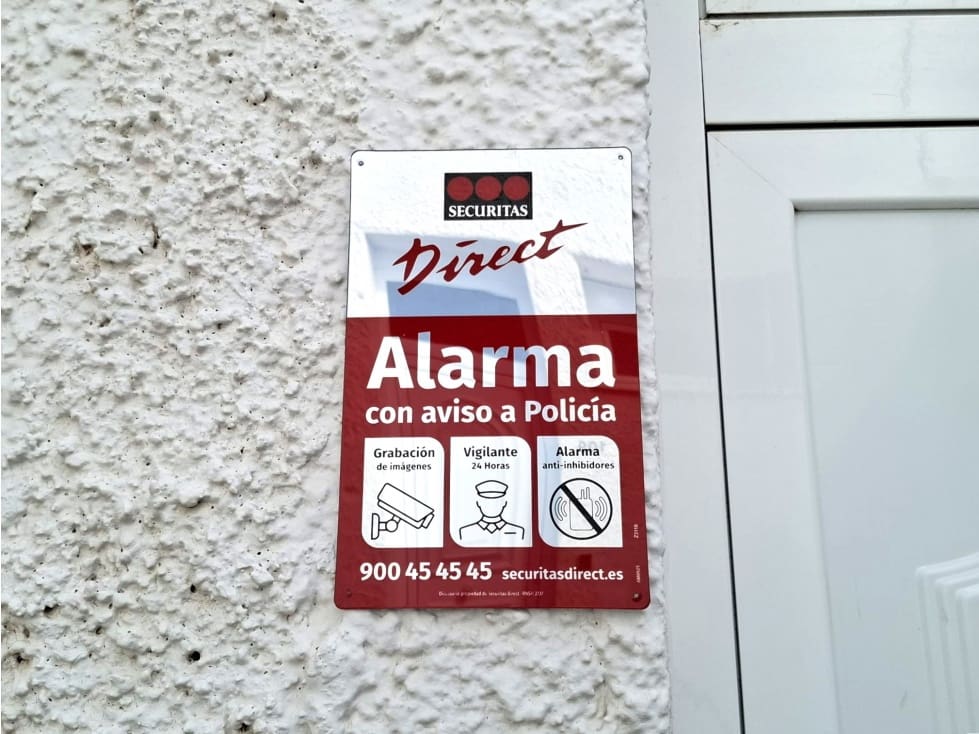 SECURITAS
Direct
Alarma
con aviso a Policía
Grabación
de imágenes
Vigilante
24 Horas
Alarma
anti-inhibidores
900 45 45 45 securitasdirect.es